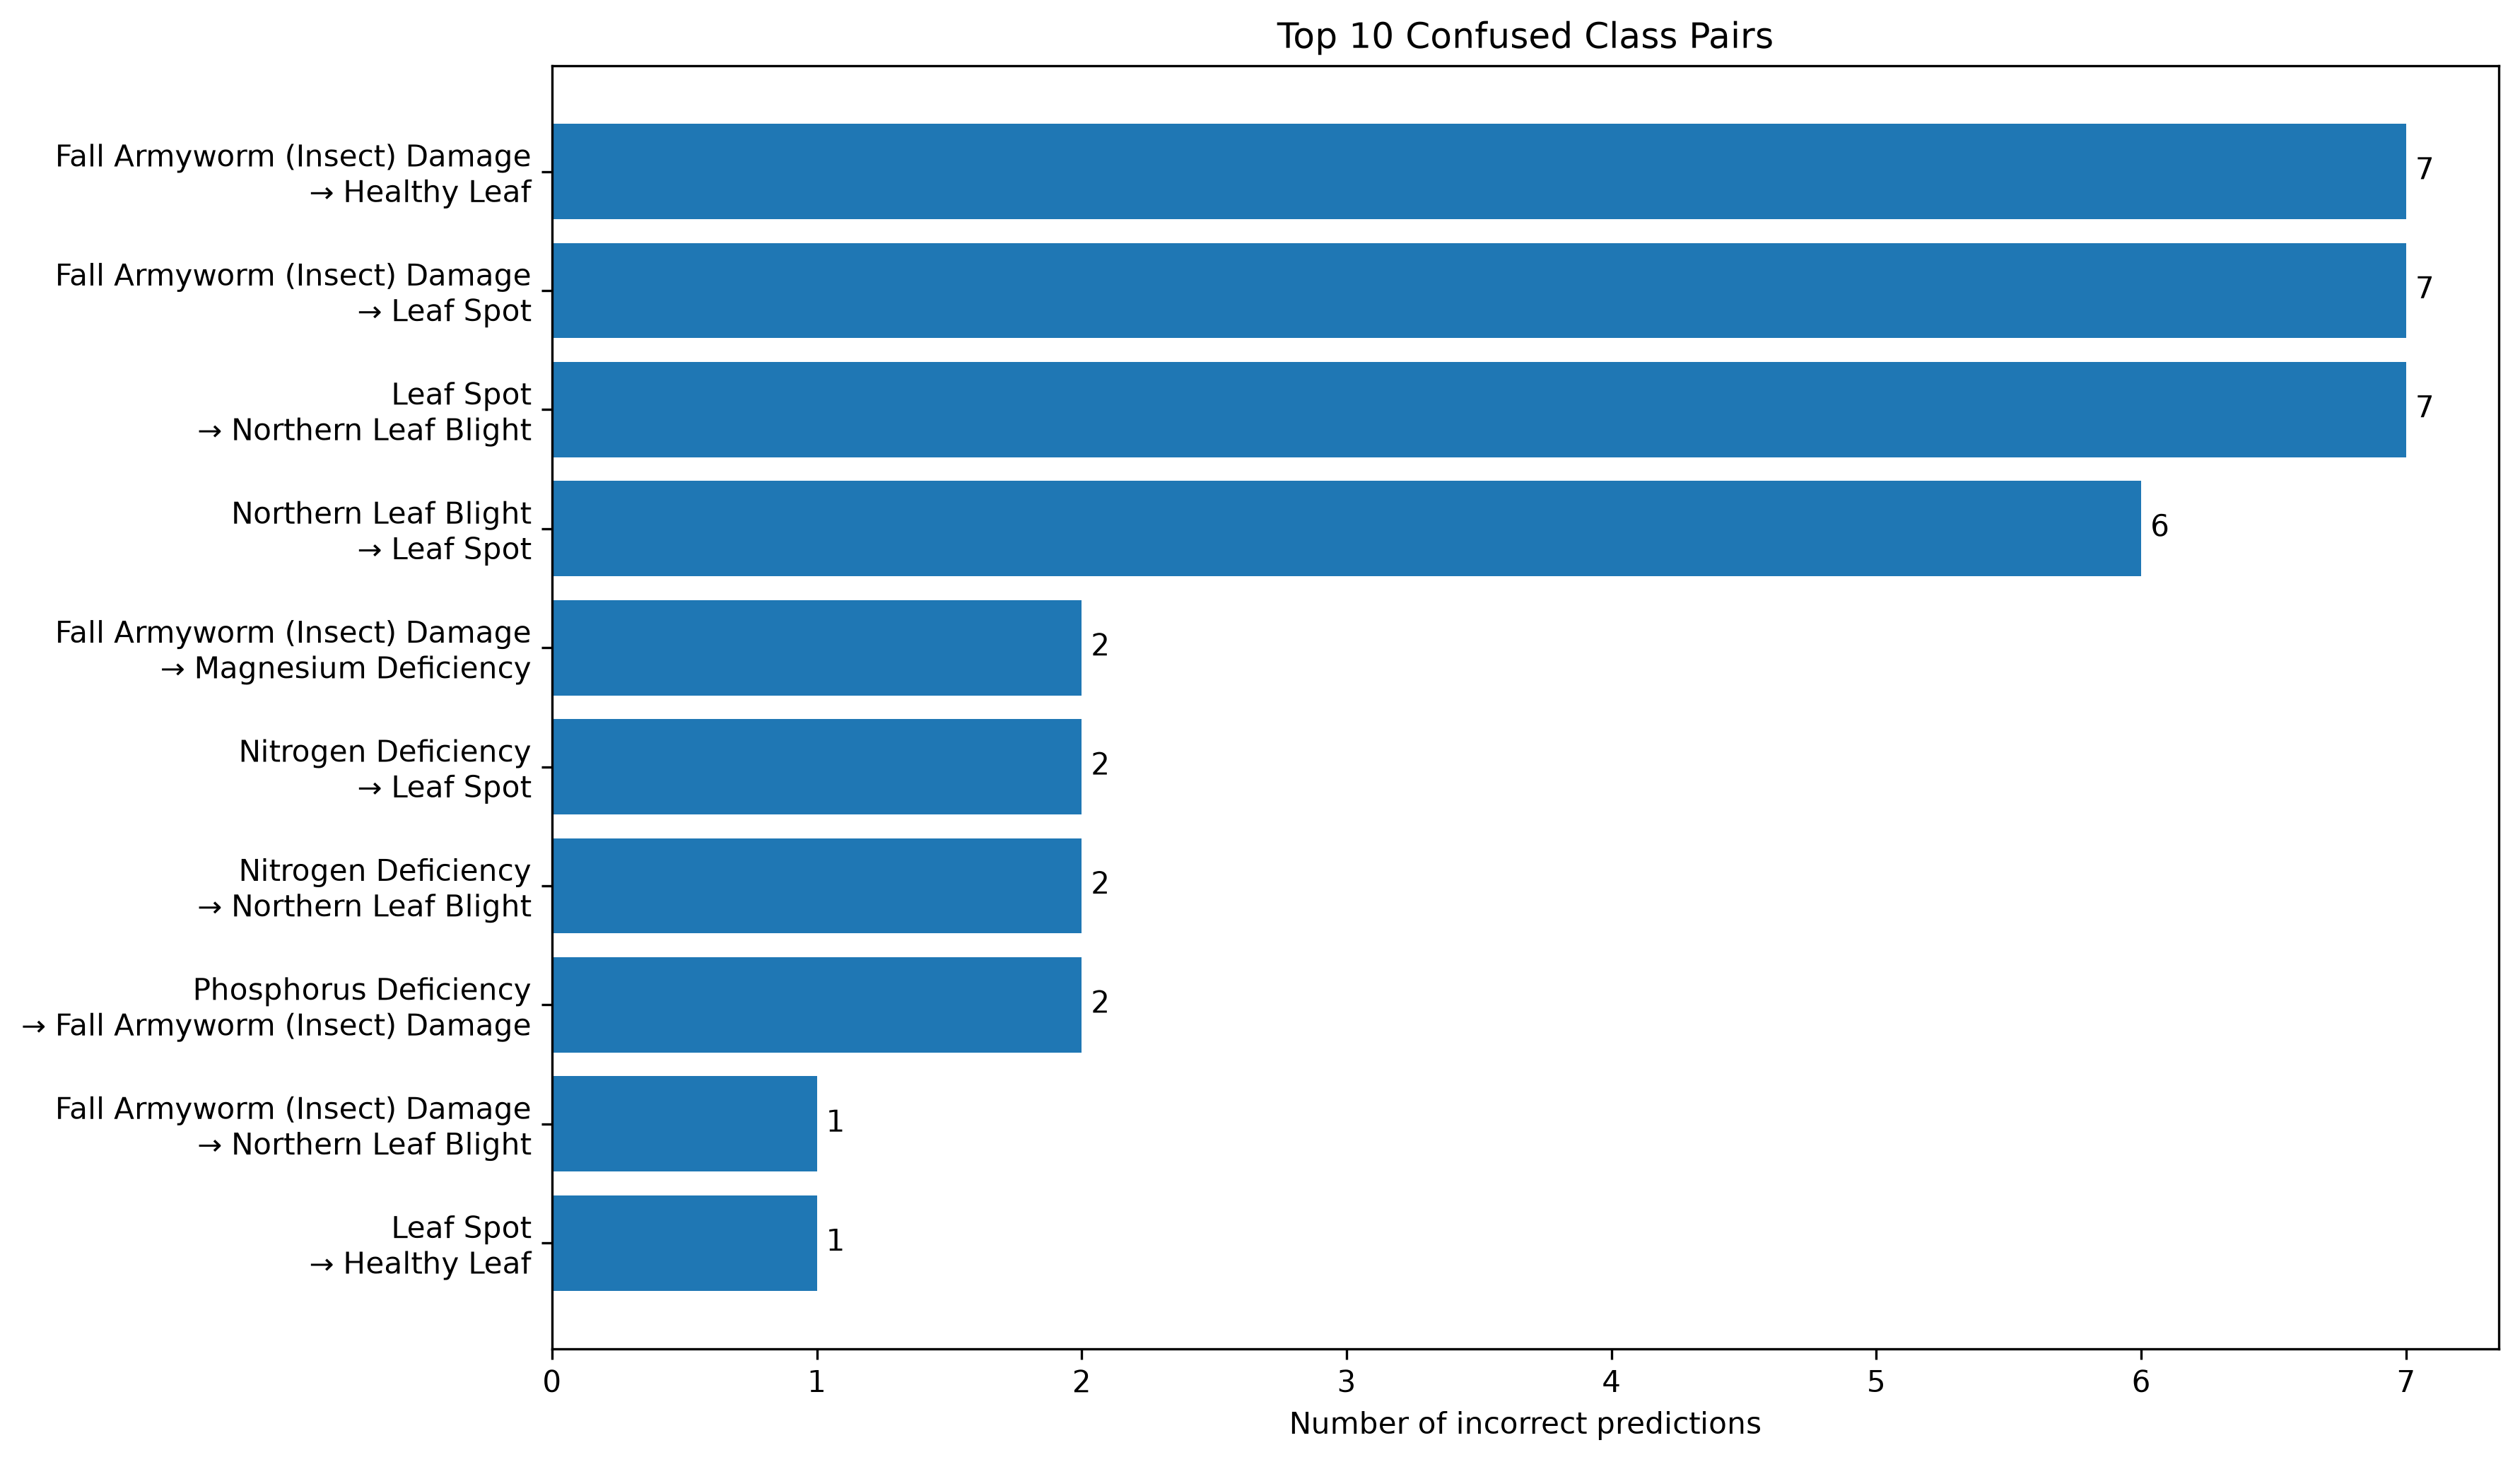 Top 10 Confused Class Pairs
Fall Armyworm (Insect) Damage
→ Healthy Leaf
7
Fall Armyworm (Insect) Damage
→ Leaf Spot
7
Leaf Spot
→ Northern Leaf Blight
7
Northern Leaf Blight
→ Leaf Spot
6
Fall Armyworm (Insect) Damage
→ Magnesium Deficiency
2
Nitrogen Deficiency
→ Leaf Spot
2
Nitrogen Deficiency
→ Northern Leaf Blight
2
Phosphorus Deficiency
→ Fall Armyworm (Insect) Damage
2
Fall Armyworm (Insect) Damage
→ Northern Leaf Blight
1
Leaf Spot
→ Healthy Leaf
1
0 1 2 3 4 5 6 7
Number of incorrect predictions